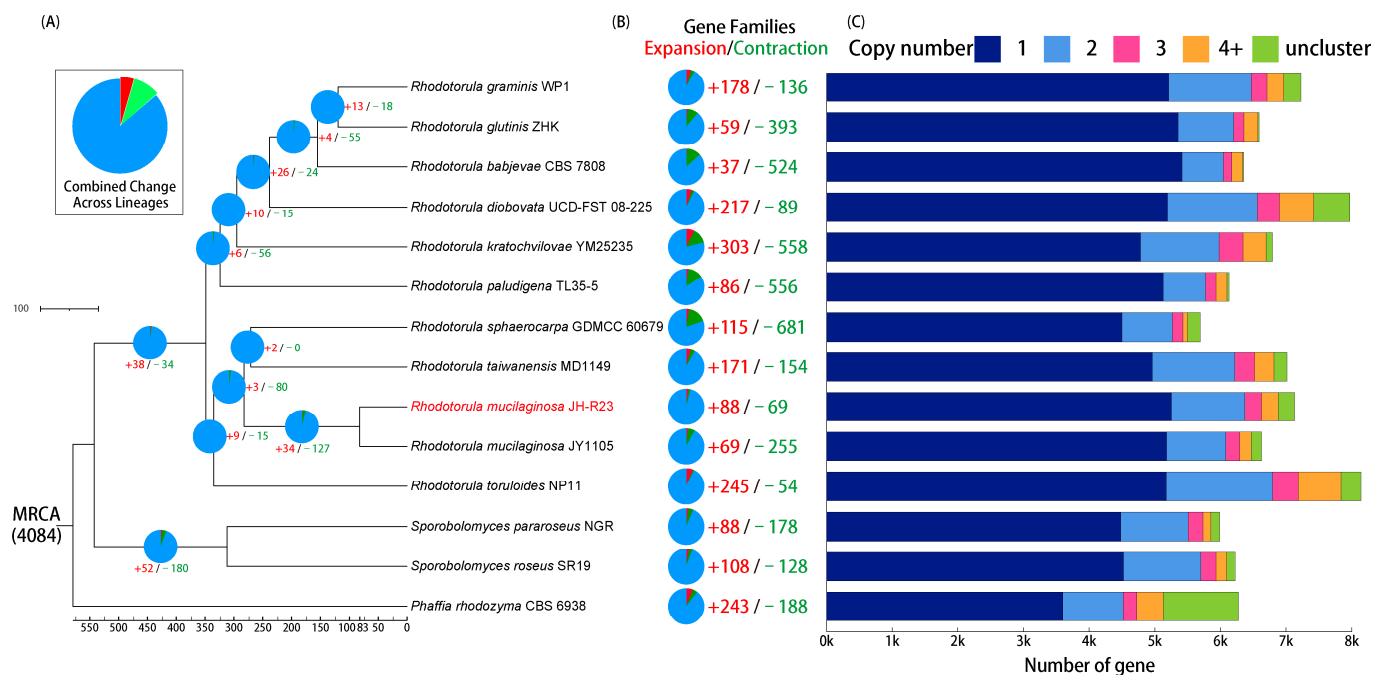 (A)
(B)
(C)
Gene Families
Expansion/Contraction
Copy number 1 2 3 4+ uncluster
Combined Change
Across Lineages
Rhodotorula graminis WP1
+178 / − 136
+13 / − 18
Rhodotorula glutinis ZHK
+59 / − 393
+4 / − 55
Rhodotorula babjevae CBS 7808
+37 / − 524
+26 / − 24
Rhodotorula diobovata UCD-FST 08-225
+217 / − 89
+10 / − 15
Rhodotorula kratochvilovae YM25235
+303 / − 558
+6 / − 56
Rhodotorula paludigena TL35-5
+86 / − 556
100
Rhodotorula sphaerocarpa GDMCC 60679
+115 / − 681
+2 / − 0
+38 / − 34
Rhodotorula taiwanensis MD1149
+171 / − 154
+3 / − 80
Rhodotorula mucilaginosa JH-R23
+88 / − 69
+9 / − 15
+34 / −127
Rhodotorula mucilaginosa JY1105
+69 / − 255
Rhodotorula toruloides NP11
+245 / − 54
MRCA
(4084)
Sporobolomyces pararoseus NGR
+88 / − 178
+52 / −180
Sporobolomyces roseus SR19
+108 / − 128
Phaffia rhodozyma CBS 6938
+243 / − 188
550 500 450 400 350 300 250 200 150 100 83 50 0
0k 1k 2k 3k 4k 5k 6k 7k 8k
Number of gene